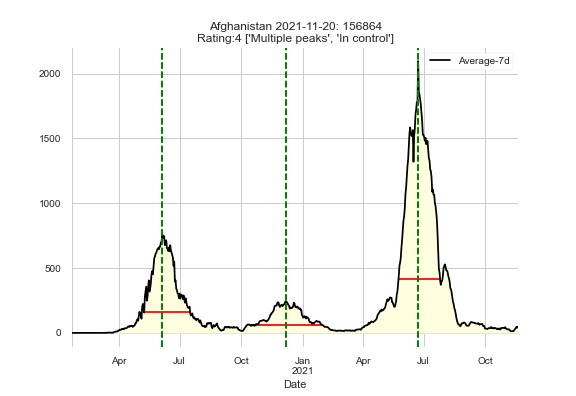 Afghanistan 2021-11-20: 156864
Rating:4 ['Multiple peaks', 'In control']
Average-7d
2000
1500
1000
500
0
Apr Jul Oct Jan Apr Jul Oct
2021
Date